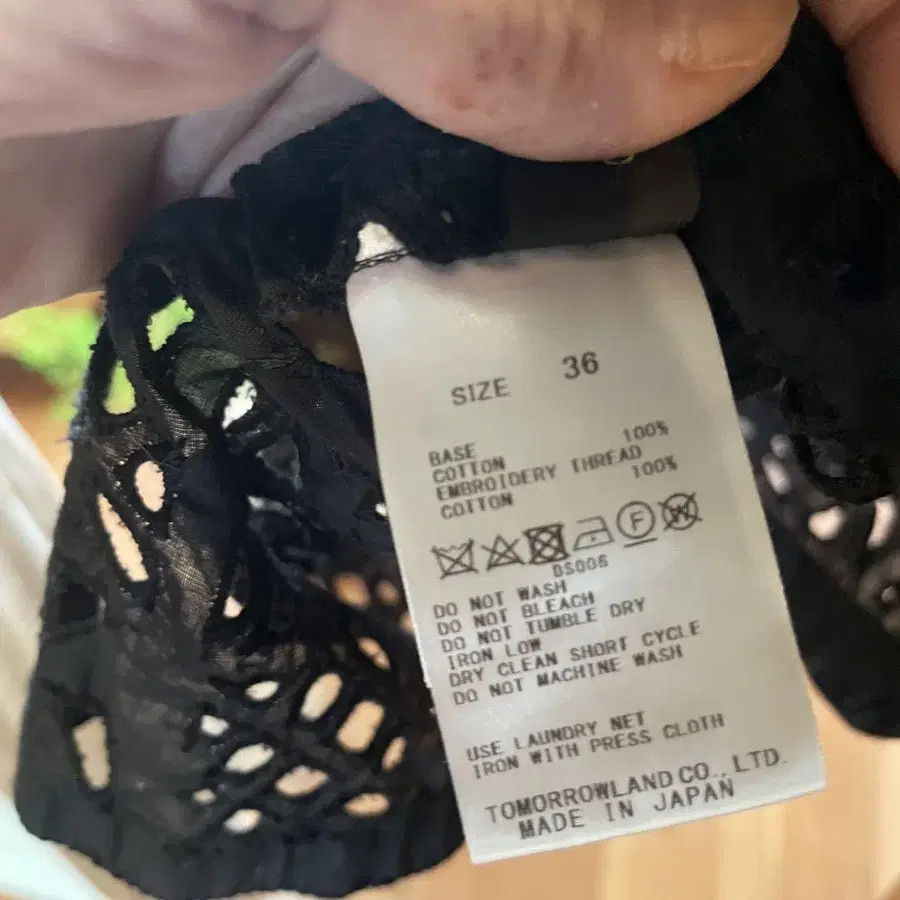 SIZE 36
BASE
COTTON 100%
EMBROIDERY THREAD
COTTON 100%
F W
DS006
DO NOT WASH
DO NOT BLEACH
DO NOT TUMBLE DRY
IRON LOW
DRY CLEAN SHORT CYCLE
DO NOT MACHINE WASH
USE LAUNDRY NET
IRON WITH PRESS CLOTH
TOMORROWLAND CO., LTD.
MADE IN JAPAN